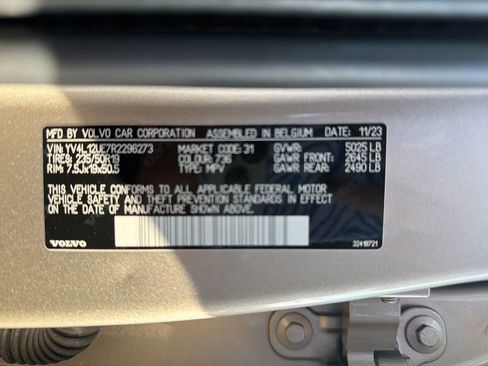 MFD BY VOLVO CAR CORPORATION ASSEMBLED IN BELGIUM DATE: 11/23
VIN: YV4L12UE7R2296273 MARKET CODE: 31 GVWR: 5025 LB
TIRES: 235/50R19 COLOUR: 736 GAWR FRONT: 2645 LB
RIM: 7.5Jx19x50.5 TYPE: MPV GAWR REAR: 2490 LB
THIS VEHICLE CONFORMS TO ALL APPLICABLE FEDERAL MOTOR
VEHICLE SAFETY AND THEFT PREVENTION STANDARDS IN EFFECT
ON THE DATE OF MANUFACTURE SHOWN ABOVE.
VOLVO 32418721